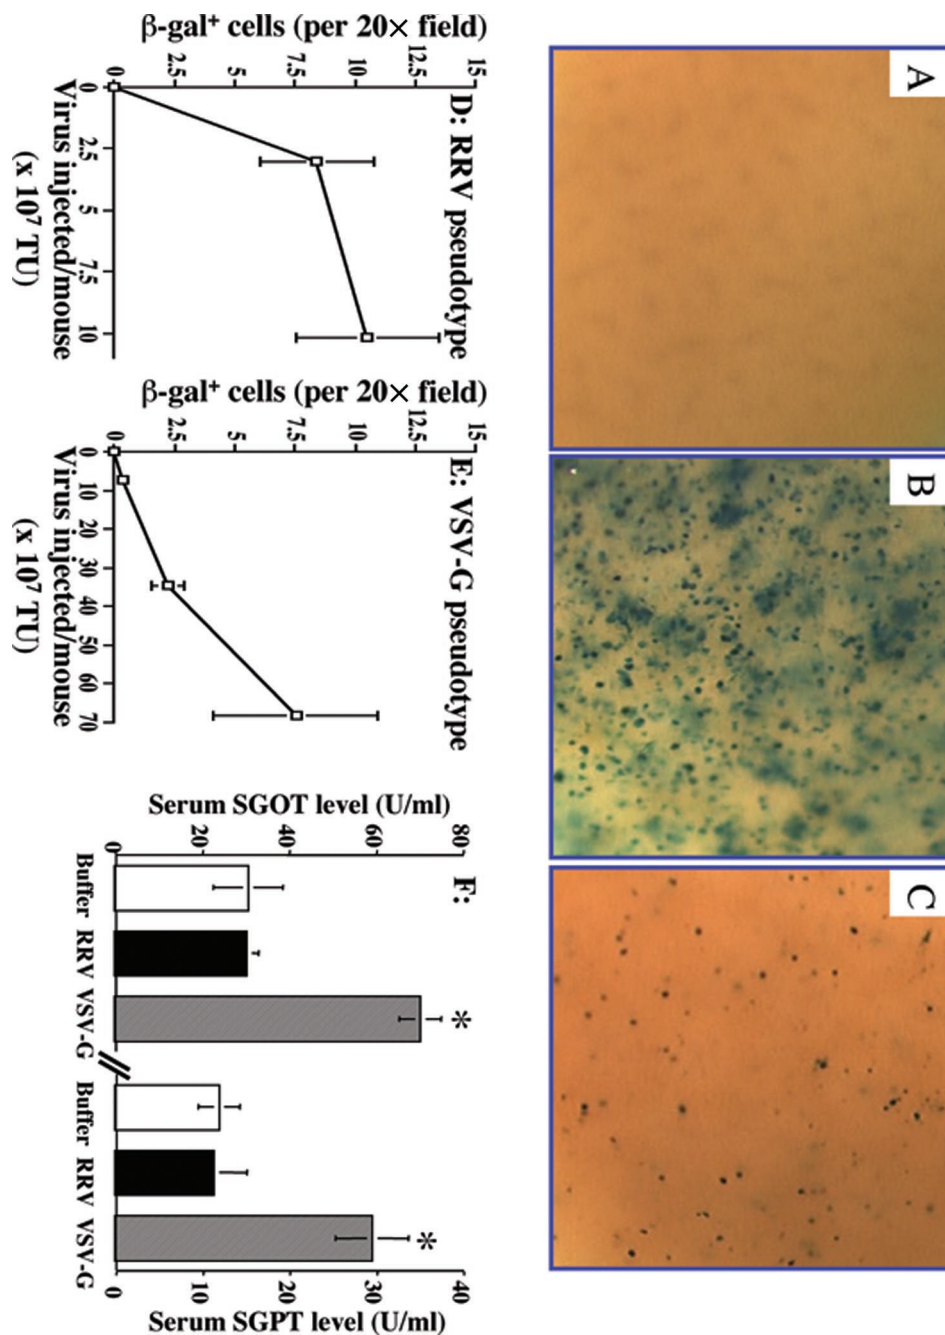 A
B
C
D: RRV pseudotype
β-gal⁺ cells (per 20× field)
15
12.5
10
7.5
5
2.5
0
0 2.5 5 7.5 10
Virus injected/mouse
(x 10⁷ TU)
E: VSV-G pseudotype
β-gal⁺ cells (per 20× field)
15
12.5
10
7.5
5
2.5
0
0 10 20 30 40 50 60 70
Virus injected/mouse
(x 10⁷ TU)
F:
Serum SGOT level (U/ml)
80
60
40
20
0
* *
Buffer RRV VSV-G Buffer RRV VSV-G
40
30
20
10
0
Serum SGPT level (U/ml)